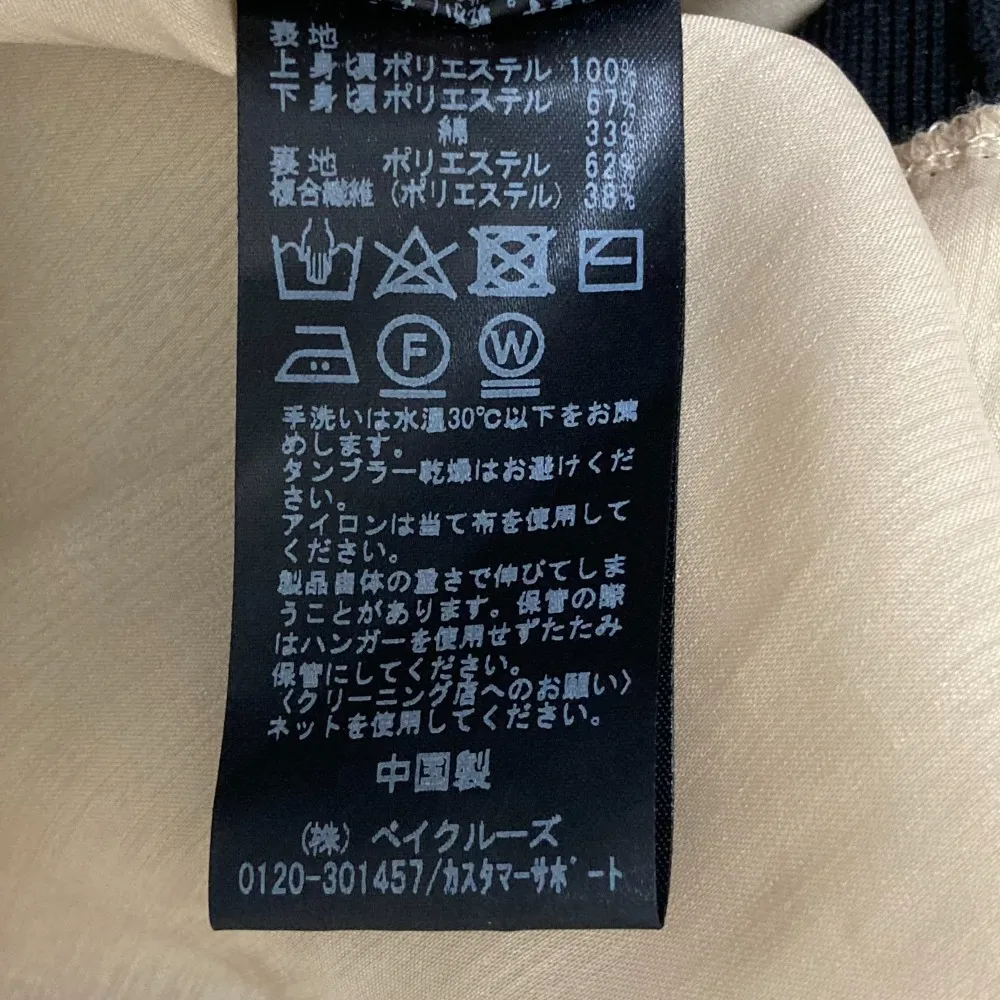 表地
上身頃ポリエステル 100%
下身頃ポリエステル 67%
絹 33%
裏地 ポリエステル 62%
複合繊維 (ポリエステル) 38%
F W
手洗いは水温30℃以下をお薦
めします。
タンブラー乾燥はお避けくだ
さい。
アイロンは当て布を使用して
ください。
製品自体の重さで伸びてしま
うことがあります。保管の際
はハンガーを使用せずたたみ
保管にしてください。
〈クリーニング店へのお願い〉
ネットを使用してください。
中国製
(株) ベイクルーズ
0120-301457/カスタマーサポート